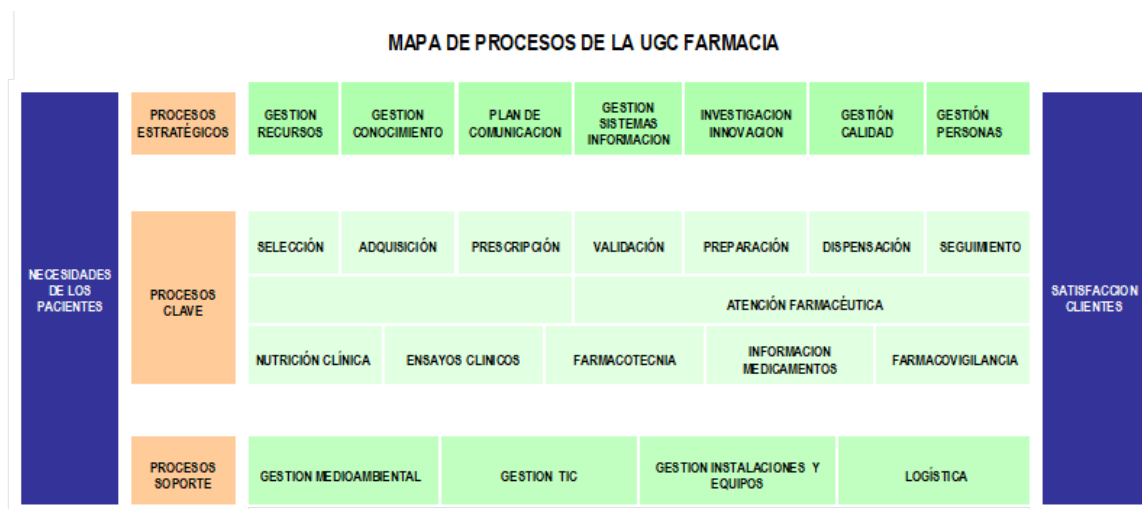 MAPA DE PROCESOS DE LA UGC FARMACIA
NECESIDADES
DE LOS
PACIENTES
PROCESOS
ESTRATÉGICOS
GESTION
RECURSOS
GESTION
CONOCIMIENTO
PLAN DE
COMUNICACION
GESTION
SISTEMAS
INFORMACION
INVESTIGACION
INNOVACION
GESTIÓN
CALIDAD
GESTIÓN
PERSONAS
PROCESOS
CLAVE
SELECCIÓN
ADQUISICIÓN
PRESCRIPCIÓN
VALIDACIÓN
PREPARACIÓN
DISPENSACIÓN
SEGUIMIENTO
ATENCIÓN FARMACÉUTICA
NUTRICIÓN CLÍNICA
ENSAYOS CLINICOS
FARMACOTECNIA
INFORMACION
MEDICAMENTOS
FARMACOVIGILANCIA
PROCESOS
SOPORTE
GESTION MEDIOAMBIENTAL
GESTION TIC
GESTION INSTALACIONES Y
EQUIPOS
LOGÍSTICA
SATISFACCION
CLIENTES